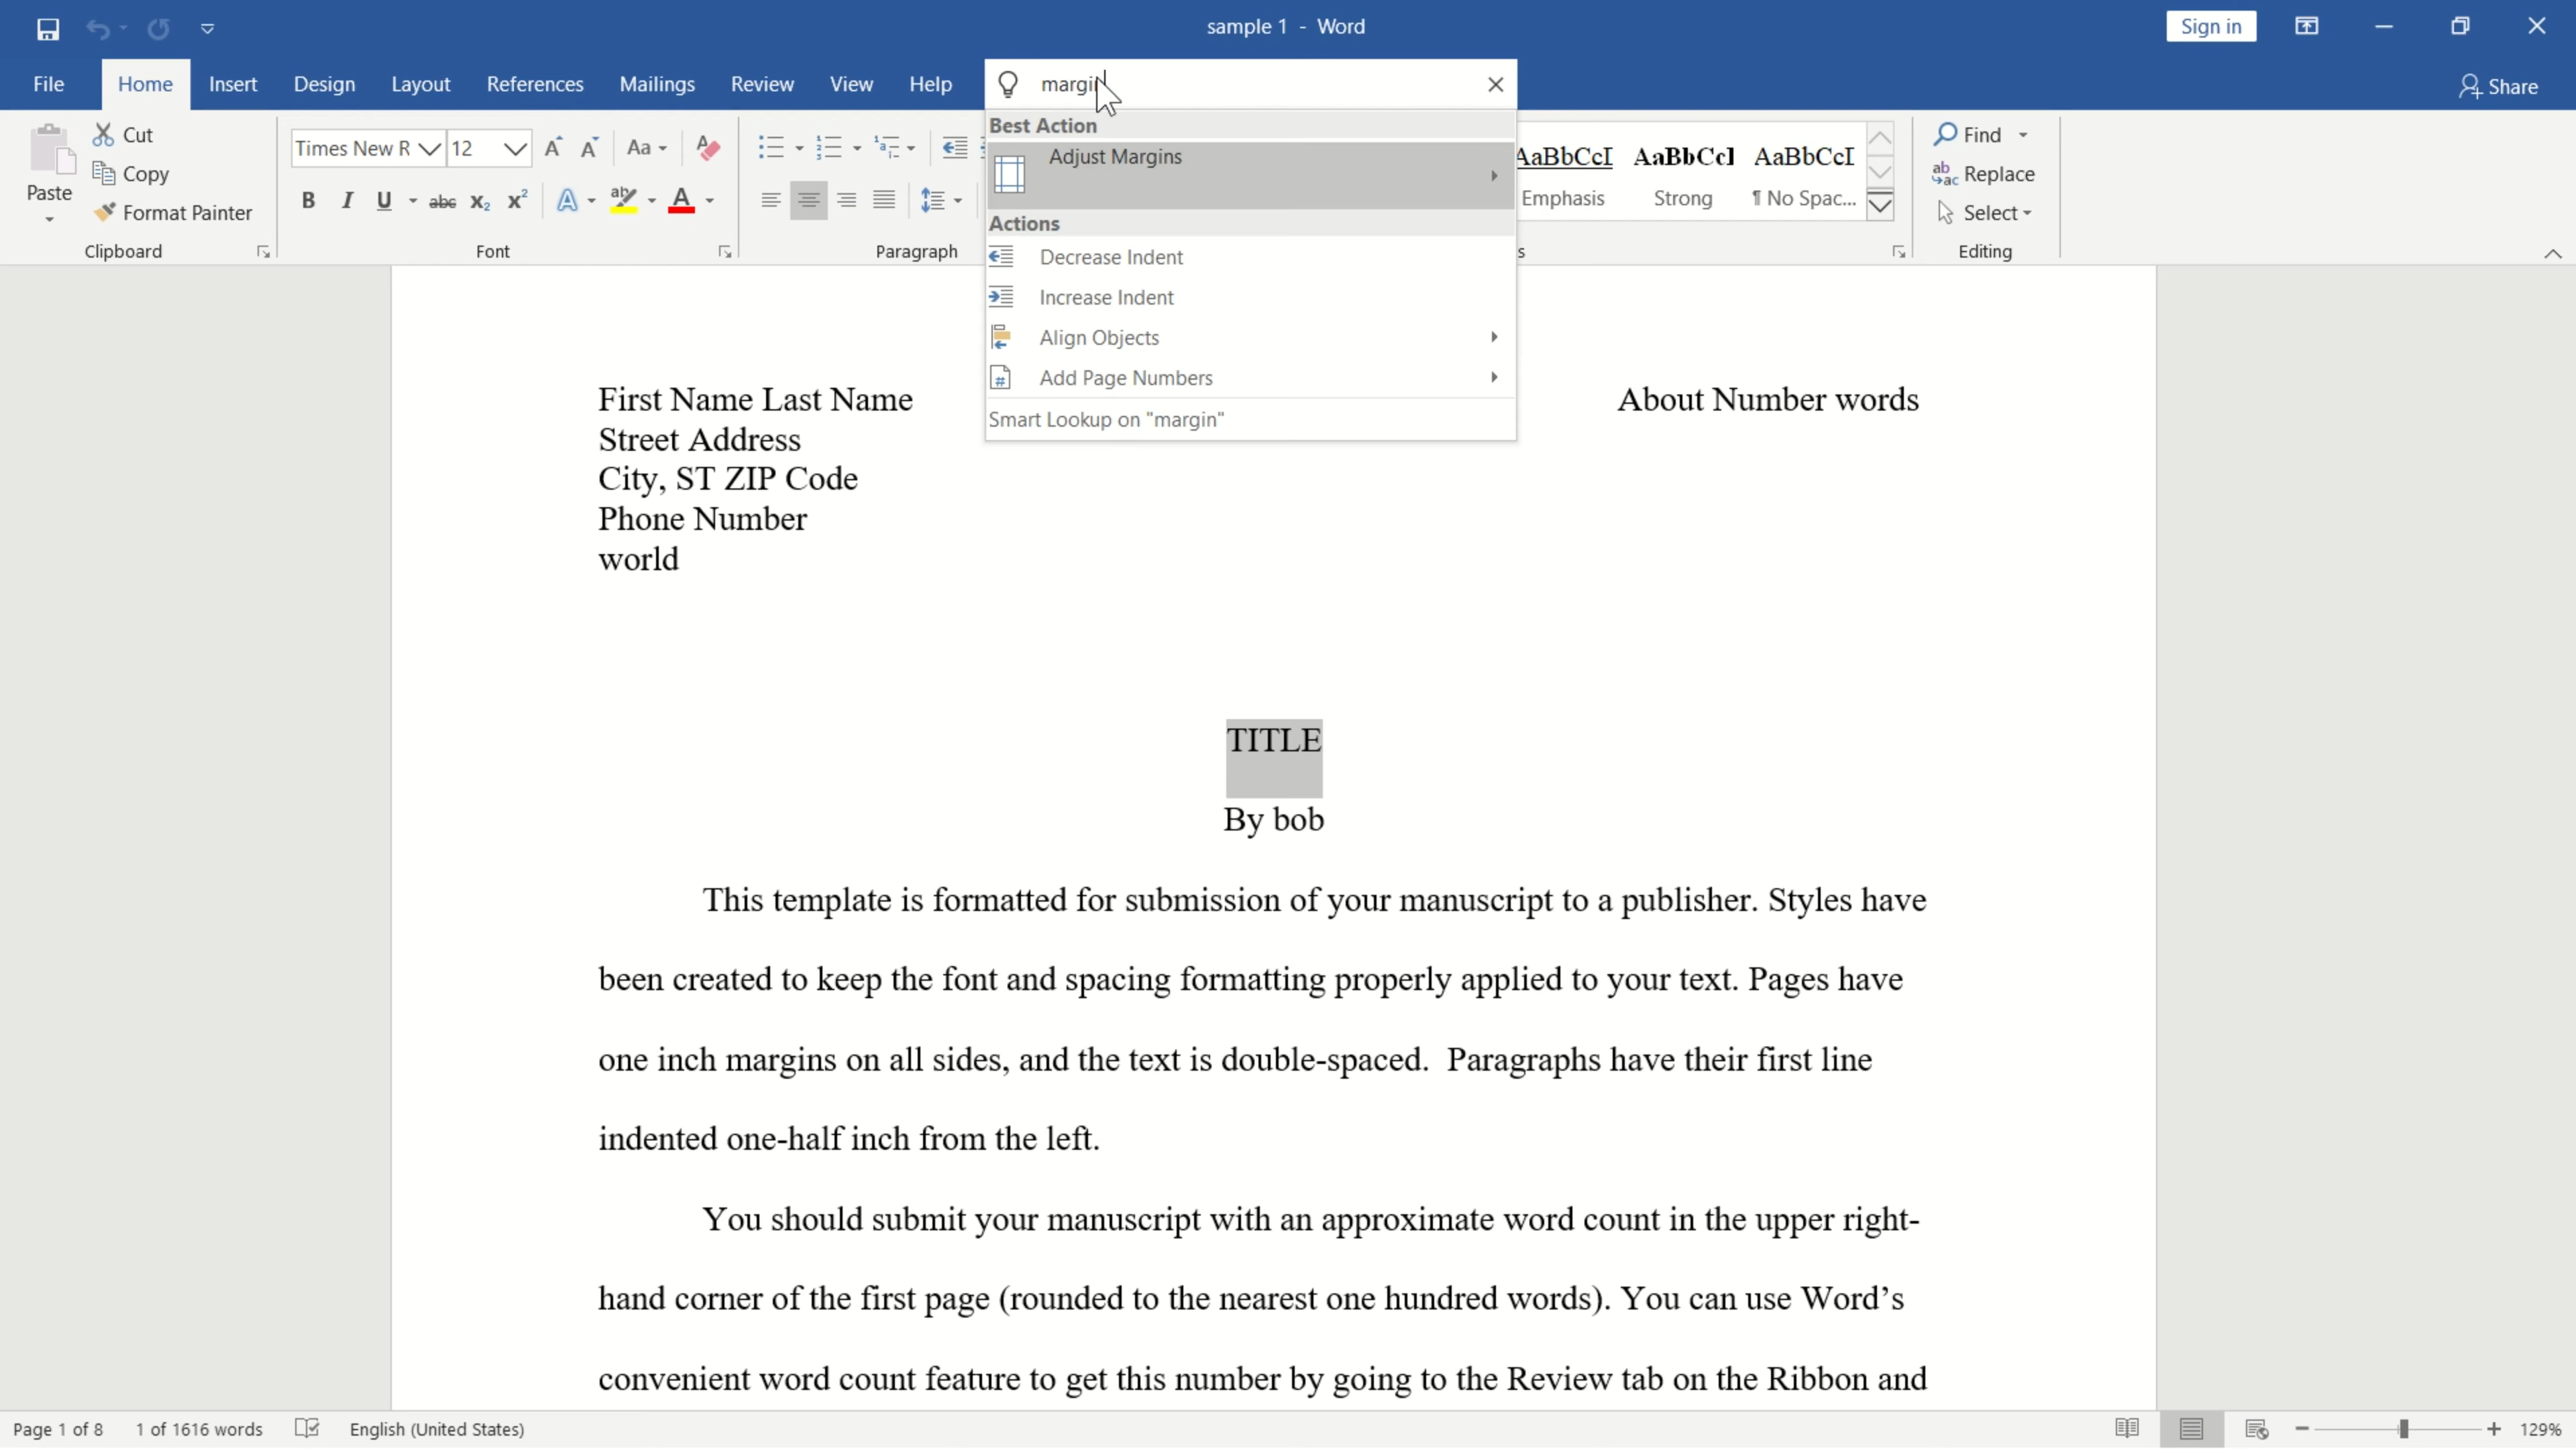 sample 1 - Word
Sign in
File Home Insert Design Layout References Mailings Review View Help margin Share
Best Action
Adjust Margins
Actions
Decrease Indent
Increase Indent
Align Objects
Add Page Numbers
Smart Lookup on "margin"
Paste
Cut
Copy
Format Painter
Clipboard
Times New R 12
Font
Paragraph
AaBbCcI AaBbCcI AaBbCcI
Emphasis Strong ¶ No Spac...
s
Find
Replace
Select
Editing
First Name Last Name About Number words
Street Address
City, ST ZIP Code
Phone Number
world
TITLE
By bob
This template is formatted for submission of your manuscript to a publisher. Styles have
been created to keep the font and spacing formatting properly applied to your text. Pages have
one inch margins on all sides, and the text is double-spaced.  Paragraphs have their first line
indented one-half inch from the left.
You should submit your manuscript with an approximate word count in the upper right-
hand corner of the first page (rounded to the nearest one hundred words). You can use Word’s
convenient word count feature to get this number by going to the Review tab on the Ribbon and
Page 1 of 8 1 of 1616 words English (United States) 129%